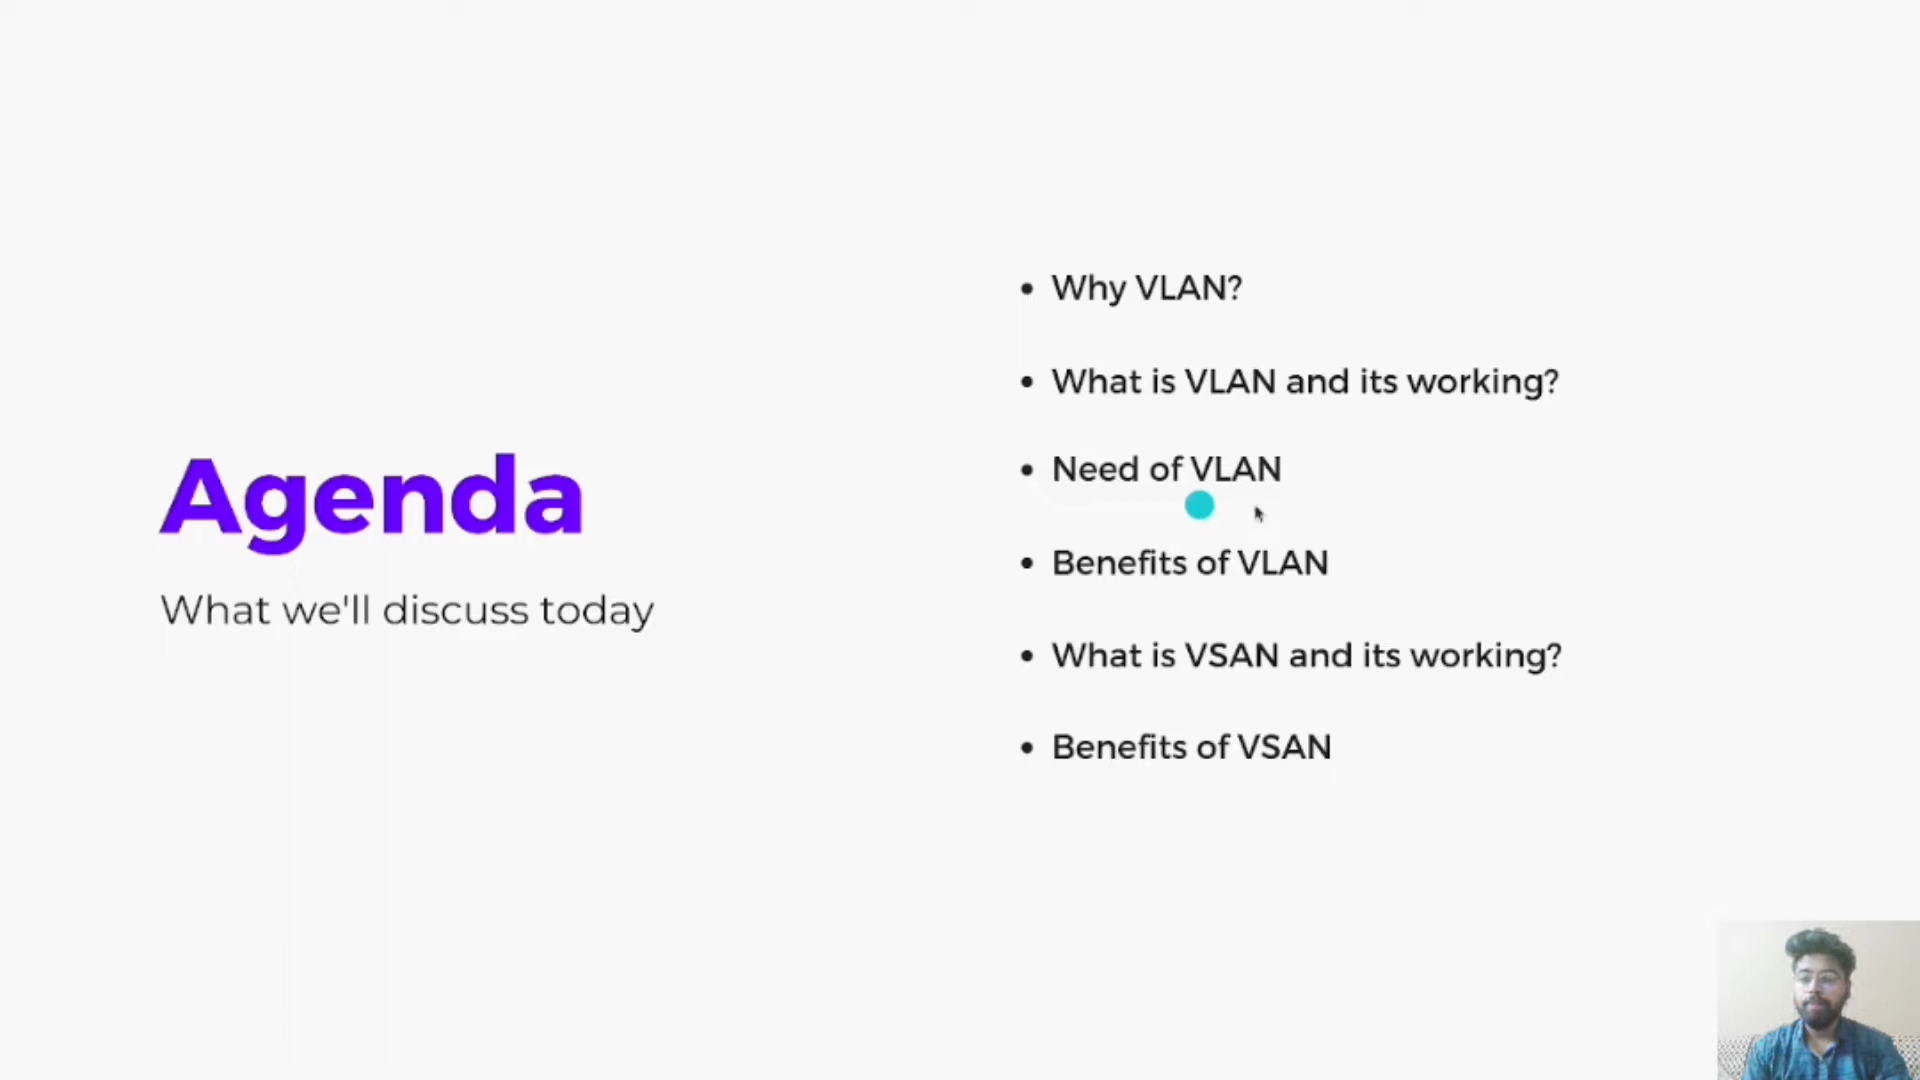 Agenda
What we'll discuss today
Why VLAN?
What is VLAN and its working?
Need of VLAN
Benefits of VLAN
What is VSAN and its working?
Benefits of VSAN